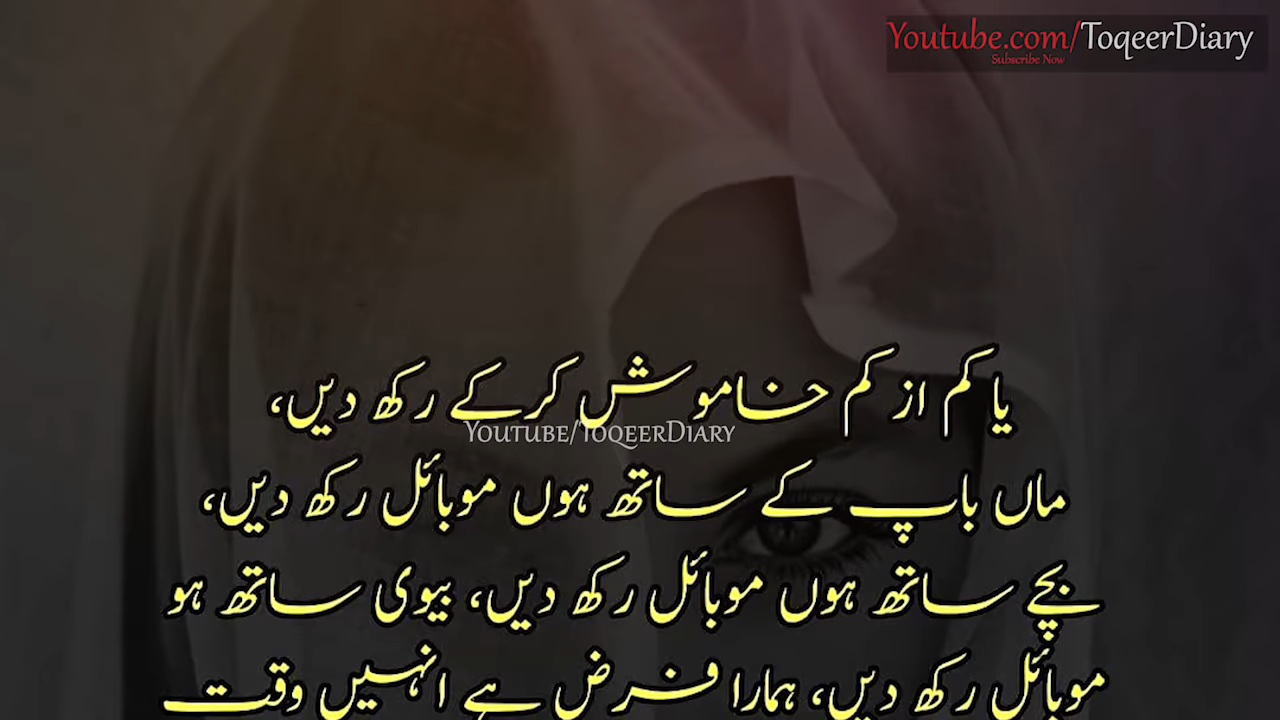 Youtube.com/ToqeerDiary
Subscribe Now
یا کم از کم خاموش کرکے رکھ دیں،
Youtube/ToqeerDiary
ماں باپ کے ساتھ ہوں موبائل رکھ دیں،
بچے ساتھ ہوں موبائل رکھ دیں، بیوی ساتھ ہو
موبائل رکھ دیں، ہمارا فرض ہے انہیں وقت